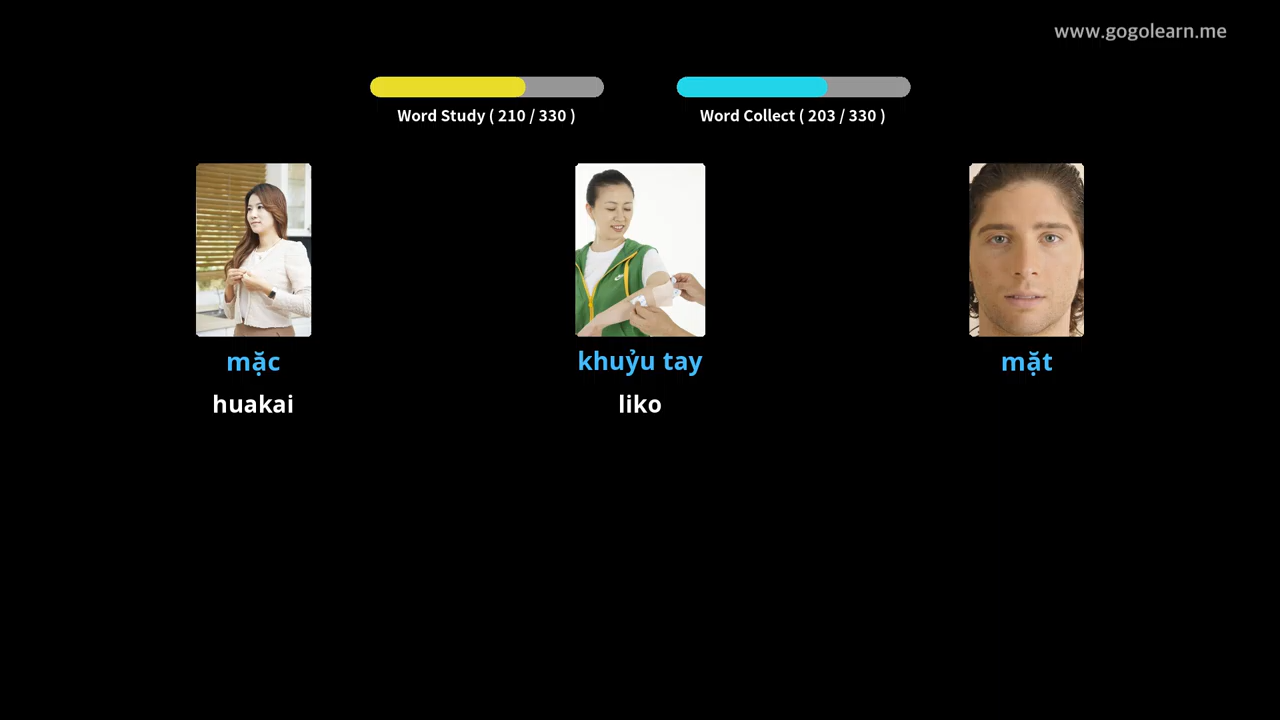 www.gogolearn.me
Word Study ( 210 / 330 )
Word Collect ( 203 / 330 )
mặc
khuỷu tay
mặt
huakai
liko